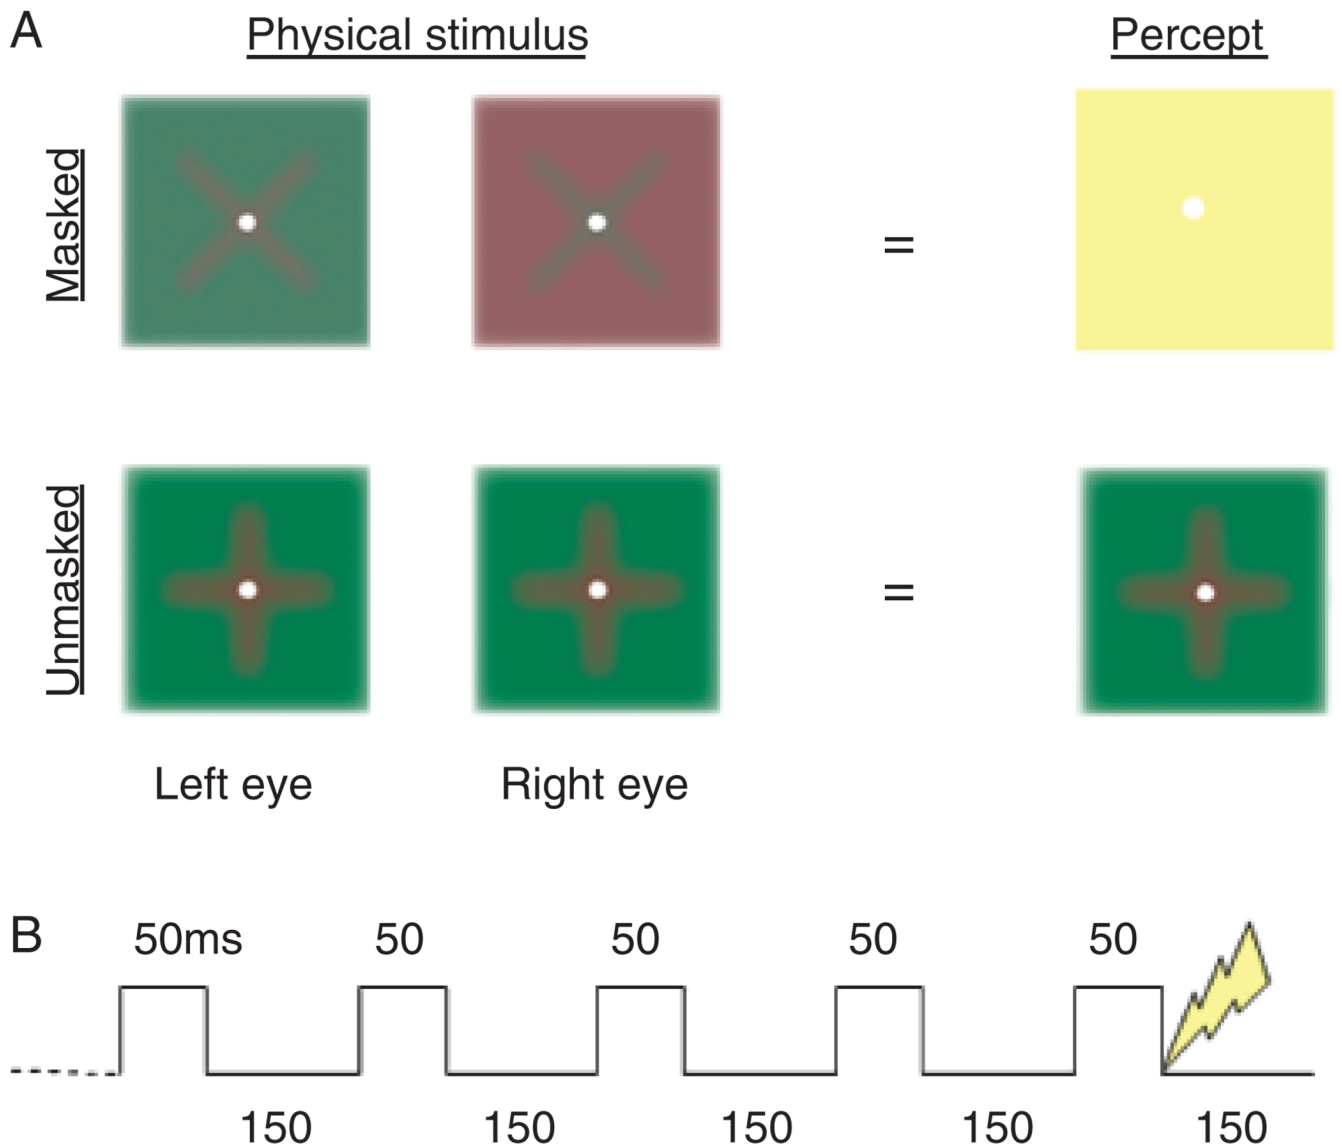 A
Physical stimulus
Percept
Masked
=
Unmasked
=
Left eye
Right eye
B
50ms
50
50
50
50
150
150
150
150
150